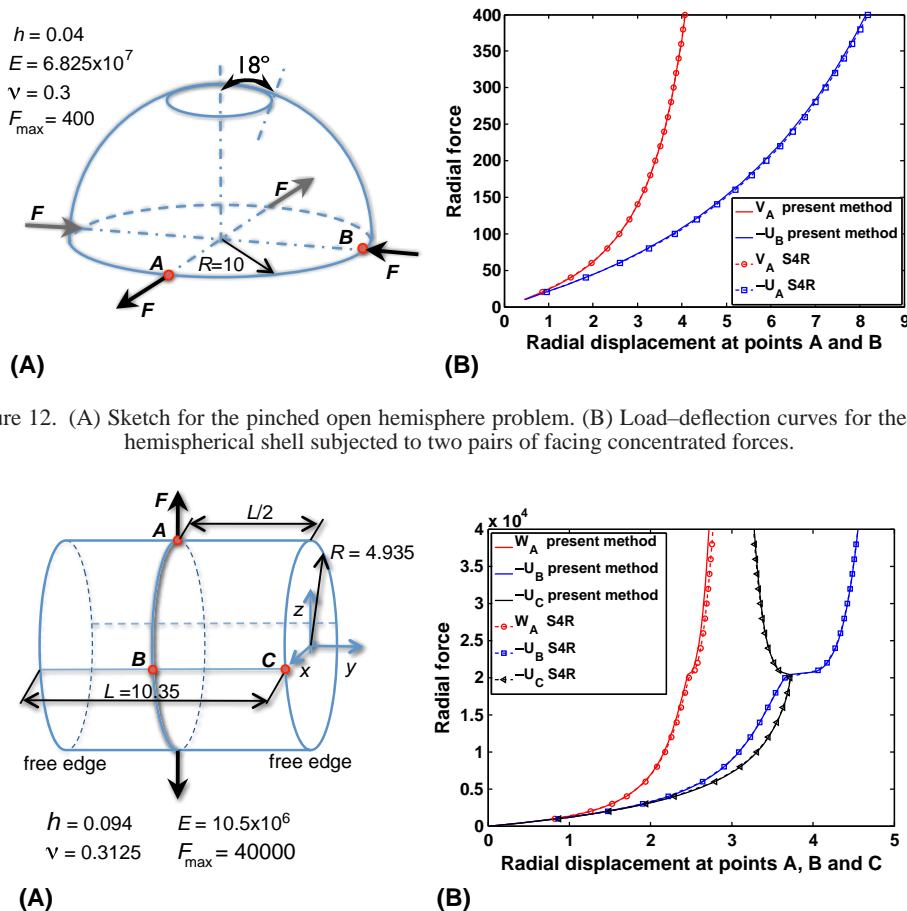 h = 0.04
E = 6.825x10⁷
ν = 0.3
F_max = 400
18°
F
F
B
A
R=10
F
F
(A)
400
350
300
250
200
150
100
50
0
Radial force
V_A present method
−U_B present method
V_A S4R
−U_A S4R
0 1 2 3 4 5 6 7 8 9
Radial displacement at points A and B
(B)
ure 12. (A) Sketch for the pinched open hemisphere problem. (B) Load–deflection curves for the
hemispherical shell subjected to two pairs of facing concentrated forces.
F
A
L/2
R = 4.935
z
B
C
x
y
L =10.35
free edge
free edge
h = 0.094
E = 10.5x10⁶
ν = 0.3125
F_max = 40000
(A)
x 10⁴
4
3.5
3
2.5
2
1.5
1
0.5
0
Radial force
W_A present method
−U_B present method
−U_C present method
W_A S4R
−U_B S4R
−U_C S4R
0 1 2 3 4 5
Radial displacement at points A, B and C
(B)